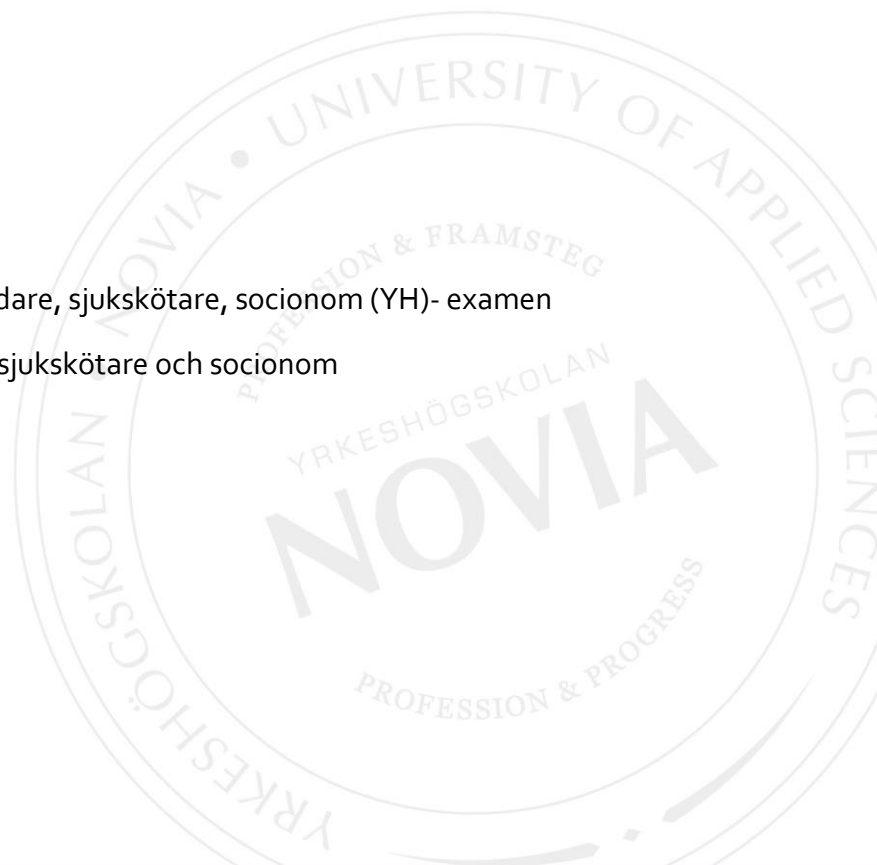 dare, sjukskötare, socionom (YH)- examen
sjukskötare och socionom
YRKESHÖGSKOLAN • NOVIA • UNIVERSITY OF APPLIED SCIENCES
PROFESSION & FRAMSTEG
YRKESHÖGSKOLAN
NOVIA
PROFESSION & PROGRESS